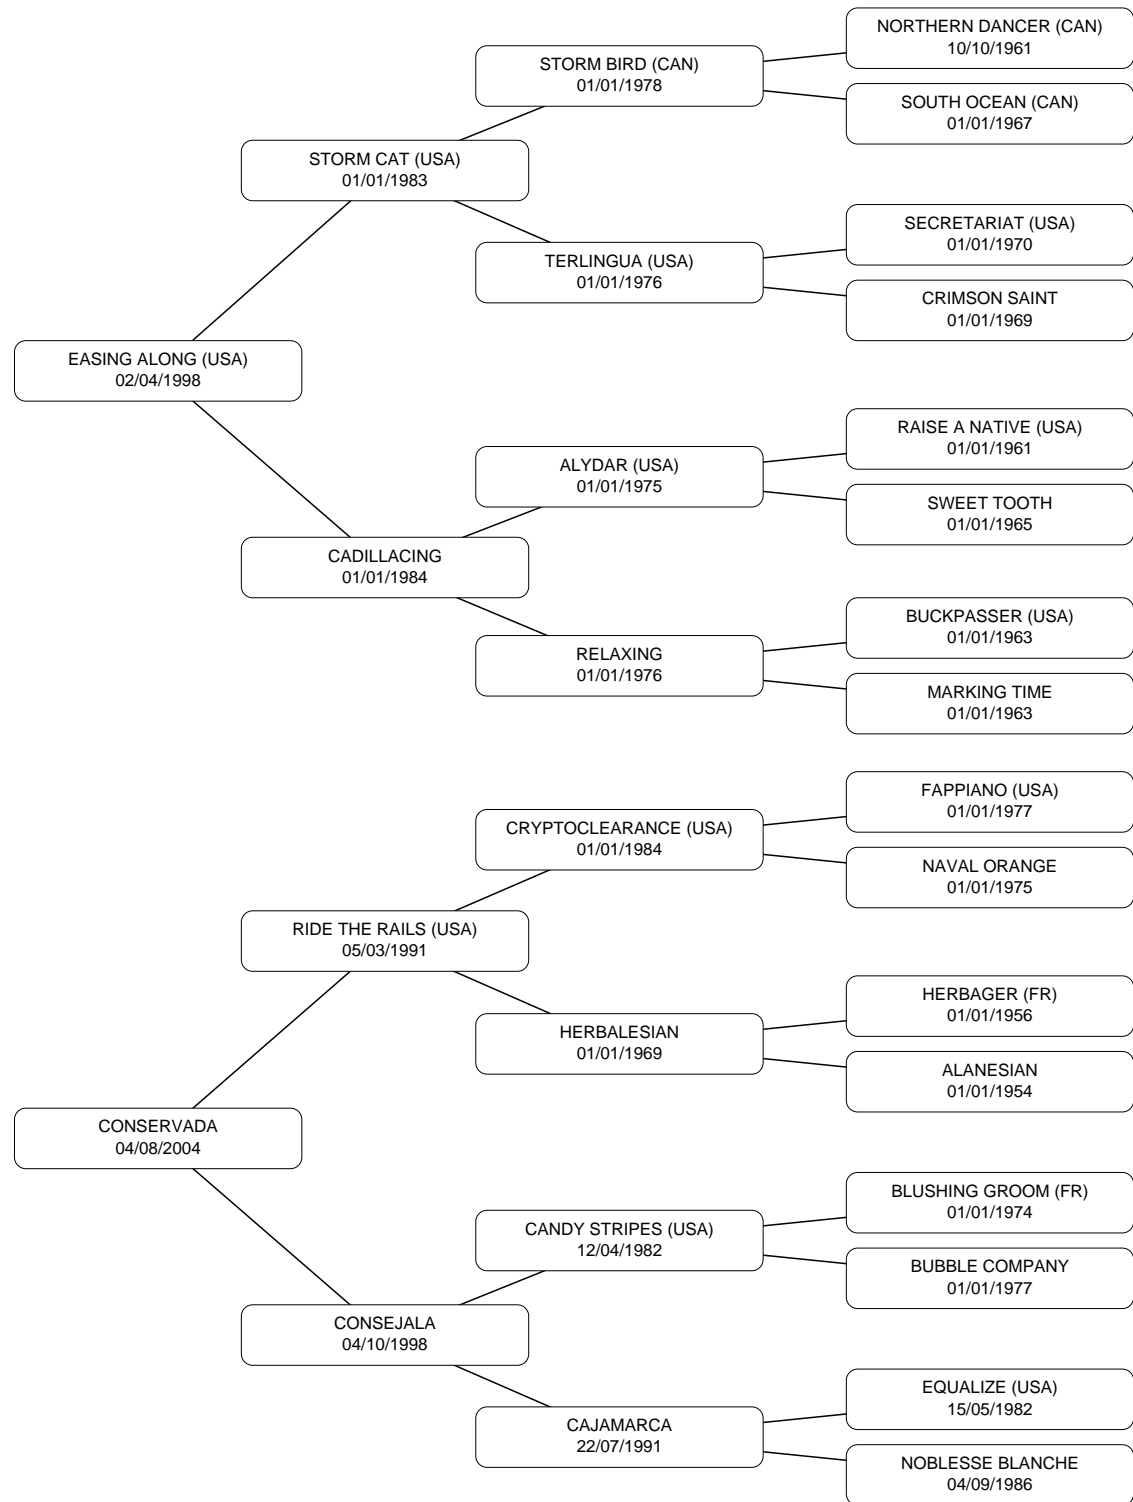 NORTHERN DANCER (CAN)
10/10/1961
STORM BIRD (CAN)
01/01/1978
SOUTH OCEAN (CAN)
01/01/1967
STORM CAT (USA)
01/01/1983
SECRETARIAT (USA)
01/01/1970
TERLINGUA (USA)
01/01/1976
CRIMSON SAINT
01/01/1969
EASING ALONG (USA)
02/04/1998
RAISE A NATIVE (USA)
01/01/1961
ALYDAR (USA)
01/01/1975
SWEET TOOTH
01/01/1965
CADILLACING
01/01/1984
BUCKPASSER (USA)
01/01/1963
RELAXING
01/01/1976
MARKING TIME
01/01/1963
FAPPIANO (USA)
01/01/1977
CRYPTOCLEARANCE (USA)
01/01/1984
NAVAL ORANGE
01/01/1975
RIDE THE RAILS (USA)
05/03/1991
HERBAGER (FR)
01/01/1956
HERBALESIAN
01/01/1969
ALANESIAN
01/01/1954
CONSERVADA
04/08/2004
BLUSHING GROOM (FR)
01/01/1974
CANDY STRIPES (USA)
12/04/1982
BUBBLE COMPANY
01/01/1977
CONSEJALA
04/10/1998
EQUALIZE (USA)
15/05/1982
CAJAMARCA
22/07/1991
NOBLESSE BLANCHE
04/09/1986